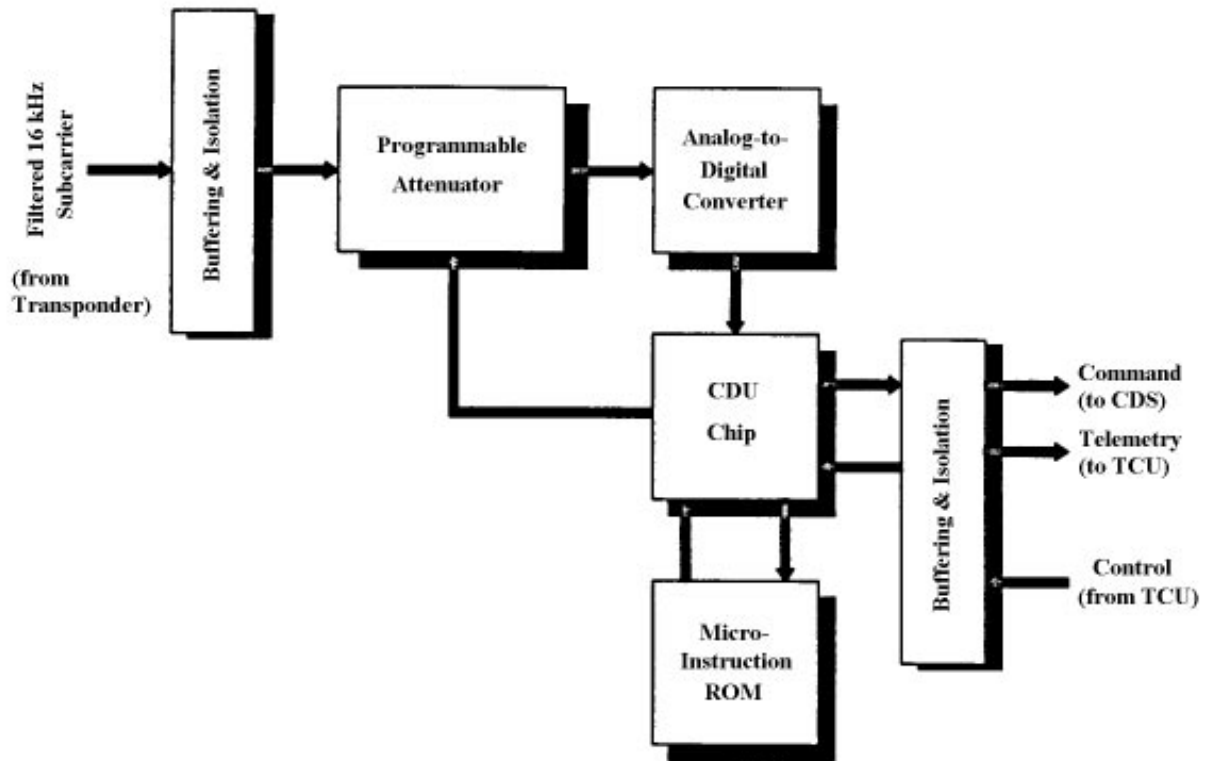 Filtered 16 kHz
Subcarrier
(from
Transponder)
Buffering & Isolation
Programmable
Attenuator
Analog-to-
Digital
Converter
CDU
Chip
Micro-
Instruction
ROM
Buffering & Isolation
Command
(to CDS)
Telemetry
(to TCU)
Control
(from TCU)